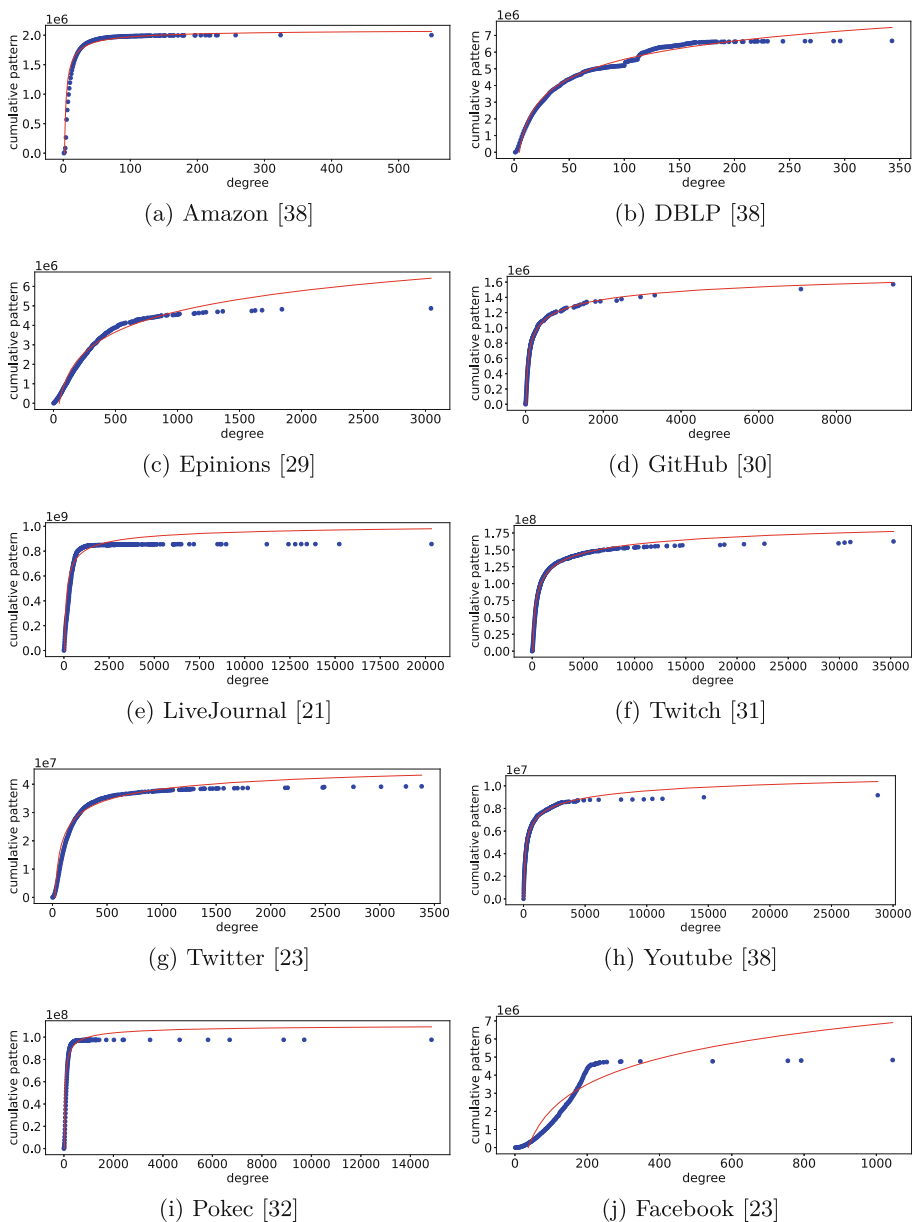 1e6
2.0
1.5
1.0
0.5
0.0
cumulative pattern
0 100 200 300 400 500
degree
(a) Amazon [38]
7
6
5
4
3
2
1
0
1e6
cumulative pattern
0 50 100 150 200 250 300 350
degree
(b) DBLP [38]
1e6
6
5
4
3
2
1
0
cumulative pattern
0 500 1000 1500 2000 2500 3000
degree
(c) Epinions [29]
1e6
1.6
1.4
1.2
1.0
0.8
0.6
0.4
0.2
0.0
cumulative pattern
0 2000 4000 6000 8000
degree
(d) GitHub [30]
1e9
1.0
0.8
0.6
0.4
0.2
0.0
cumulative pattern
0 2500 5000 7500 10000 12500 15000 17500 20000
degree
(e) LiveJournal [21]
1e8
1.75
1.50
1.25
1.00
0.75
0.50
0.25
0.00
cumulative pattern
0 5000 10000 15000 20000 25000 30000 35000
degree
(f) Twitch [31]
1e7
4
3
2
1
0
cumulative pattern
0 500 1000 1500 2000 2500 3000 3500
degree
(g) Twitter [23]
1e7
1.0
0.8
0.6
0.4
0.2
0.0
cumulative pattern
0 5000 10000 15000 20000 25000 30000
degree
(h) Youtube [38]
1e8
1.0
0.8
0.6
0.4
0.2
0.0
cumulative pattern
0 2000 4000 6000 8000 10000 12000 14000
degree
(i) Pokec [32]
1e6
7
6
5
4
3
2
1
0
cumulative pattern
0 200 400 600 800 1000
degree
(j) Facebook [23]